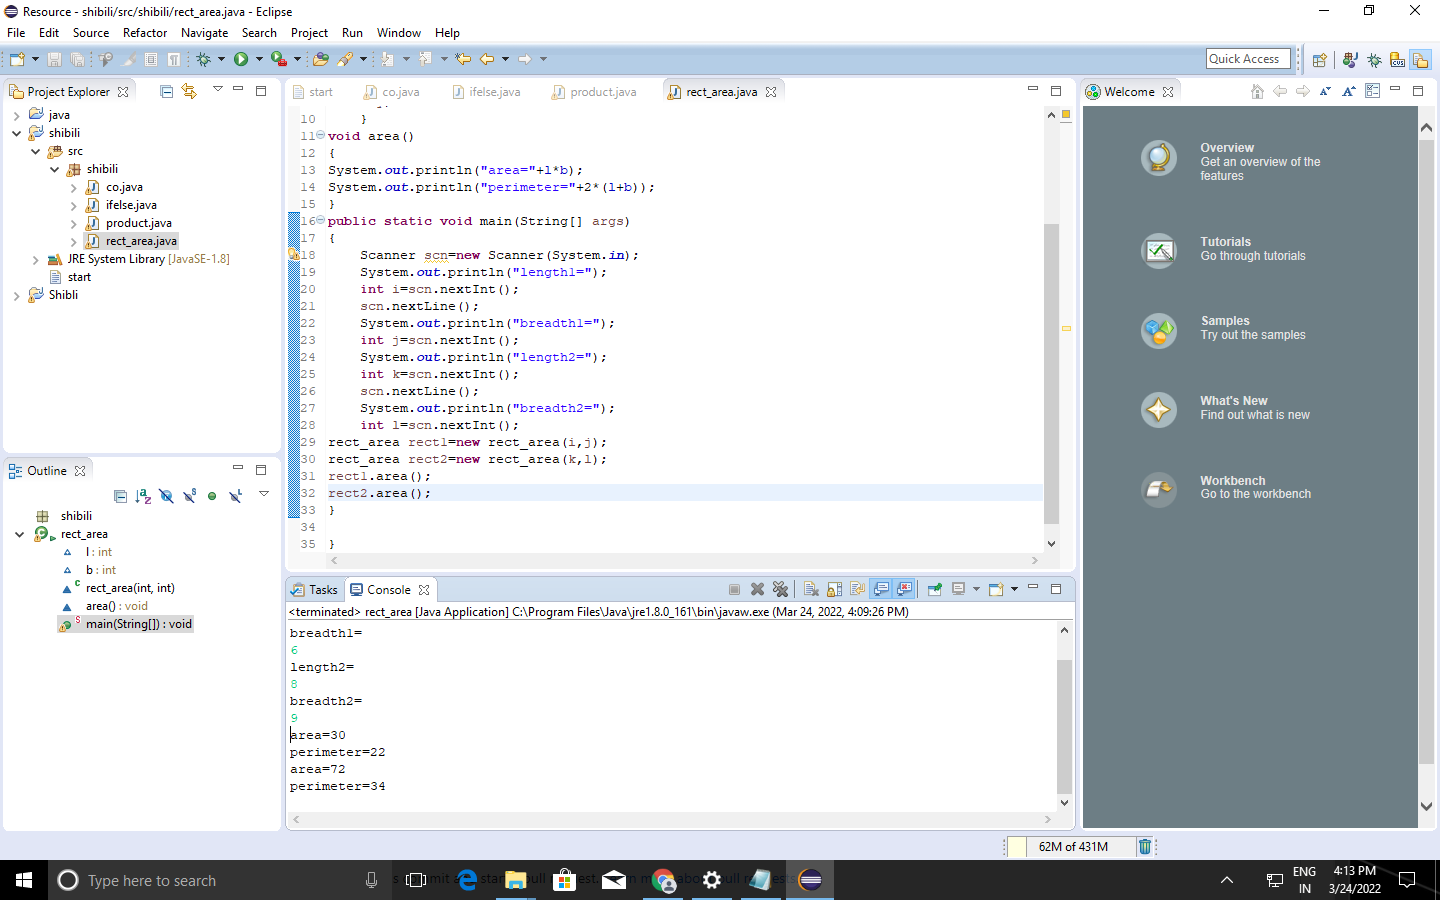 Resource - shibili/src/shibili/rect_area.java - Eclipse
File Edit Source Refactor Navigate Search Project Run Window Help
Quick Access
Project Explorer
java
shibili
src
shibili
co.java
ifelse.java
product.java
rect_area.java
JRE System Library [JavaSE-1.8]
start
Shibli
Outline
shibili
rect_area
l : int
b : int
rect_area(int, int)
area() : void
main(String[]) : void
start co.java ifelse.java product.java rect_area.java
10 }
11 void area()
12 {
13 System.out.println("area="+l*b);
14 System.out.println("perimeter="+2*(l+b));
15 }
16 public static void main(String[] args)
17 {
18 Scanner scn=new Scanner(System.in);
19 System.out.println("length1=");
20 int i=scn.nextInt();
21 scn.nextLine();
22 System.out.println("breadth1=");
23 int j=scn.nextInt();
24 System.out.println("length2=");
25 int k=scn.nextInt();
26 scn.nextLine();
27 System.out.println("breadth2=");
28 int l=scn.nextInt();
29 rect_area rect1=new rect_area(i,j);
30 rect_area rect2=new rect_area(k,l);
31 rect1.area();
32 rect2.area();
33 }
34
35 }
Tasks Console
<terminated> rect_area [Java Application] C:\Program Files\Java\jre1.8.0_161\bin\javaw.exe (Mar 24, 2022, 4:09:26 PM)
breadth1=
6
length2=
8
breadth2=
9
area=30
perimeter=22
area=72
perimeter=34
Welcome
Overview
Get an overview of the
features
Tutorials
Go through tutorials
Samples
Try out the samples
What's New
Find out what is new
Workbench
Go to the workbench
62M of 431M
Type here to search
ENG
IN
4:13 PM
3/24/2022